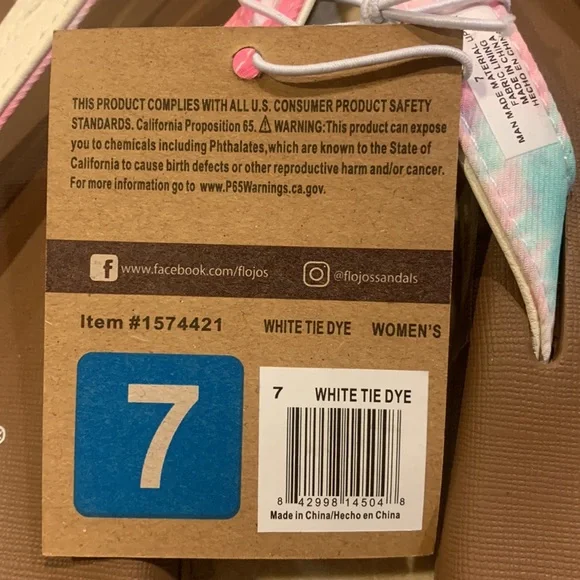 THIS PRODUCT COMPLIES WITH ALL U.S. CONSUMER PRODUCT SAFETY
STANDARDS. California Proposition 65. ⚠ WARNING:This product can expose
you to chemicals including Phthalates,which are known to the State of
California to cause birth defects or other reproductive harm and/or cancer.
For more information go to www.P65Warnings.ca.gov.
f www.facebook.com/flojos @flojossandals
Item #1574421 WHITE TIE DYE WOMEN'S
7
7 WHITE TIE DYE
8 42998 14504 8
Made in China/Hecho en China
7
MAN MADE MATERIAL
FABRIC LINING
MADE IN CHINA
HECHO EN CHINA